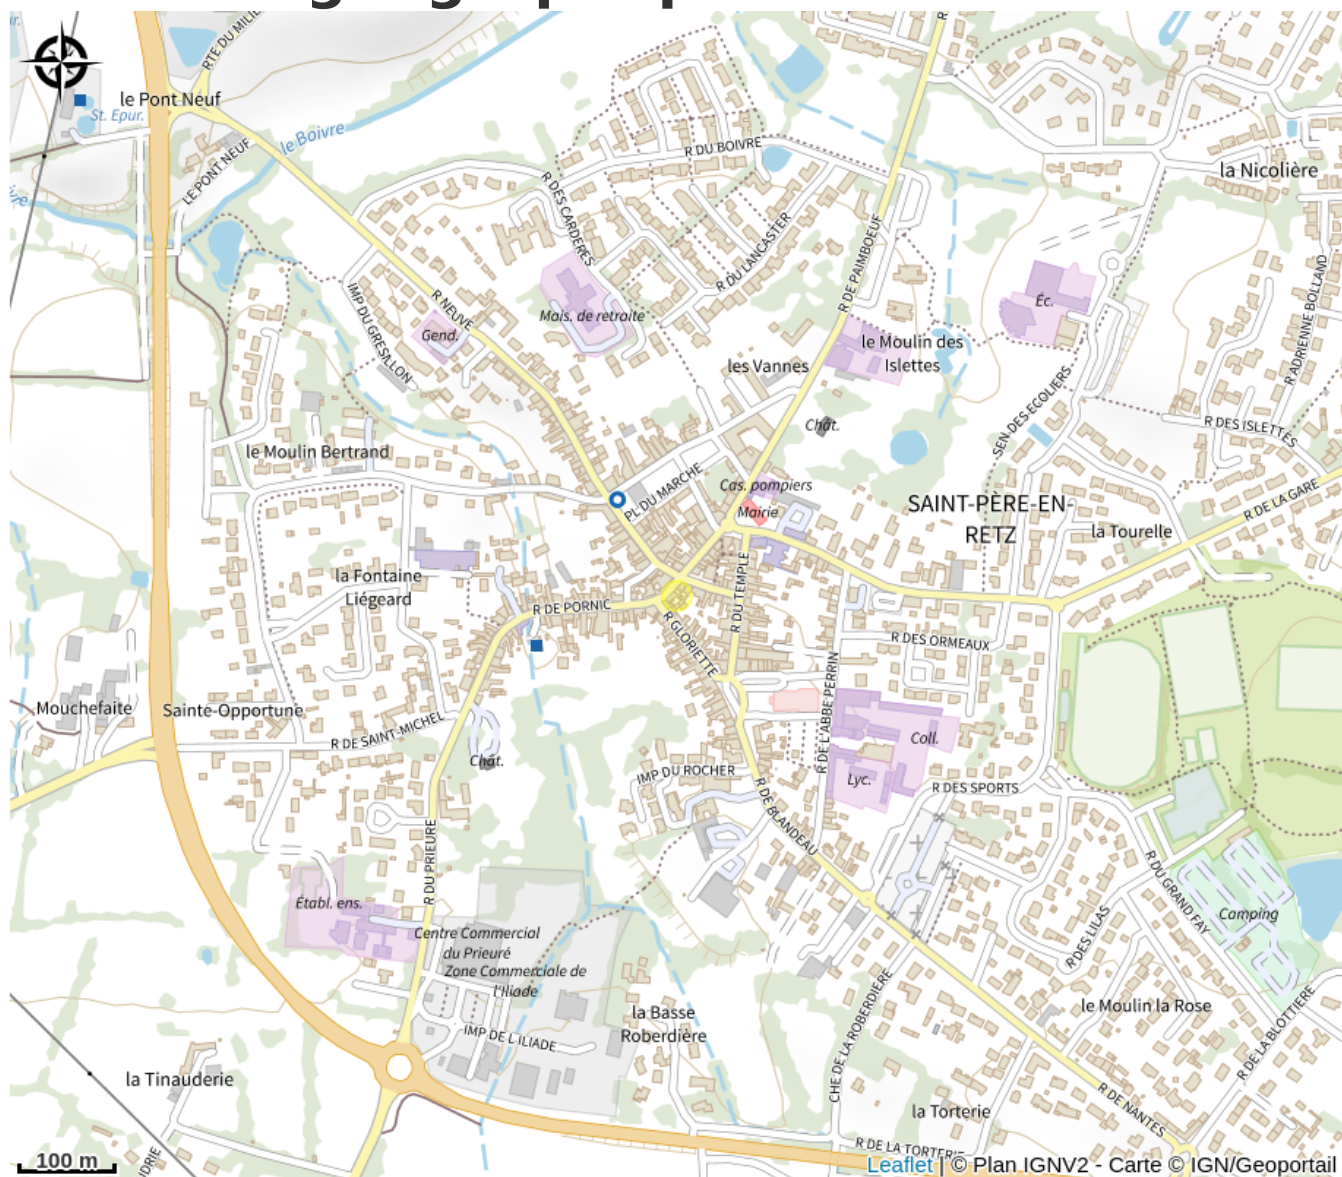 RTE DU MILIE
le Pont Neuf
St. Epur.
le Boivre
LE PONT NEUF
R DU BOIVRE
la Nicolière
R DES CARDERES
R DU LANCASTER
R DE PAIMBOEUF
R ADRIENNE BOLLAND
IMP DU GRESILLON
R NEUVE
Gend.
Mais. de retraite
Éc.
le Moulin des
Islettes
les Vannes
Chât.
SEN DES ECOLIERS
R DES ISLETTES
le Moulin Bertrand
PL DU MARCHE
Cas. pompiers
Mairie
SAINT-PÈRE-EN-
RETZ
R DE LA GARE
la Tourelle
la Fontaine
Liégeard
R DE PORNIC
R DU TEMPLE
R GLORIETTE
R DES ORMEAUX
R DE L'ABBE PERRIN
Mouchefaite
Sainte-Opportune
R DE SAINT-MICHEL
Chât.
Coll.
Lyc.
IMP DU ROCHER
R DES SPORTS
R DE BLANDEAU
R DU PRIEURE
Établ. ens.
Centre Commercial
du Prieuré
Zone Commerciale de
l'Iliade
R DU GRAND FAY
Camping
R DES LILAS
le Moulin la Rose
la Basse
Roberdière
IMP DE L'ILIADE
CHE DE LA ROBERDIERE
R DE LA BLOTTIERE
la Tinauderie
la Torterie
R DE NANTES
R DE LA TORTERIE
100 m
Leaflet | © Plan IGNV2 - Carte © IGN/Geoportail